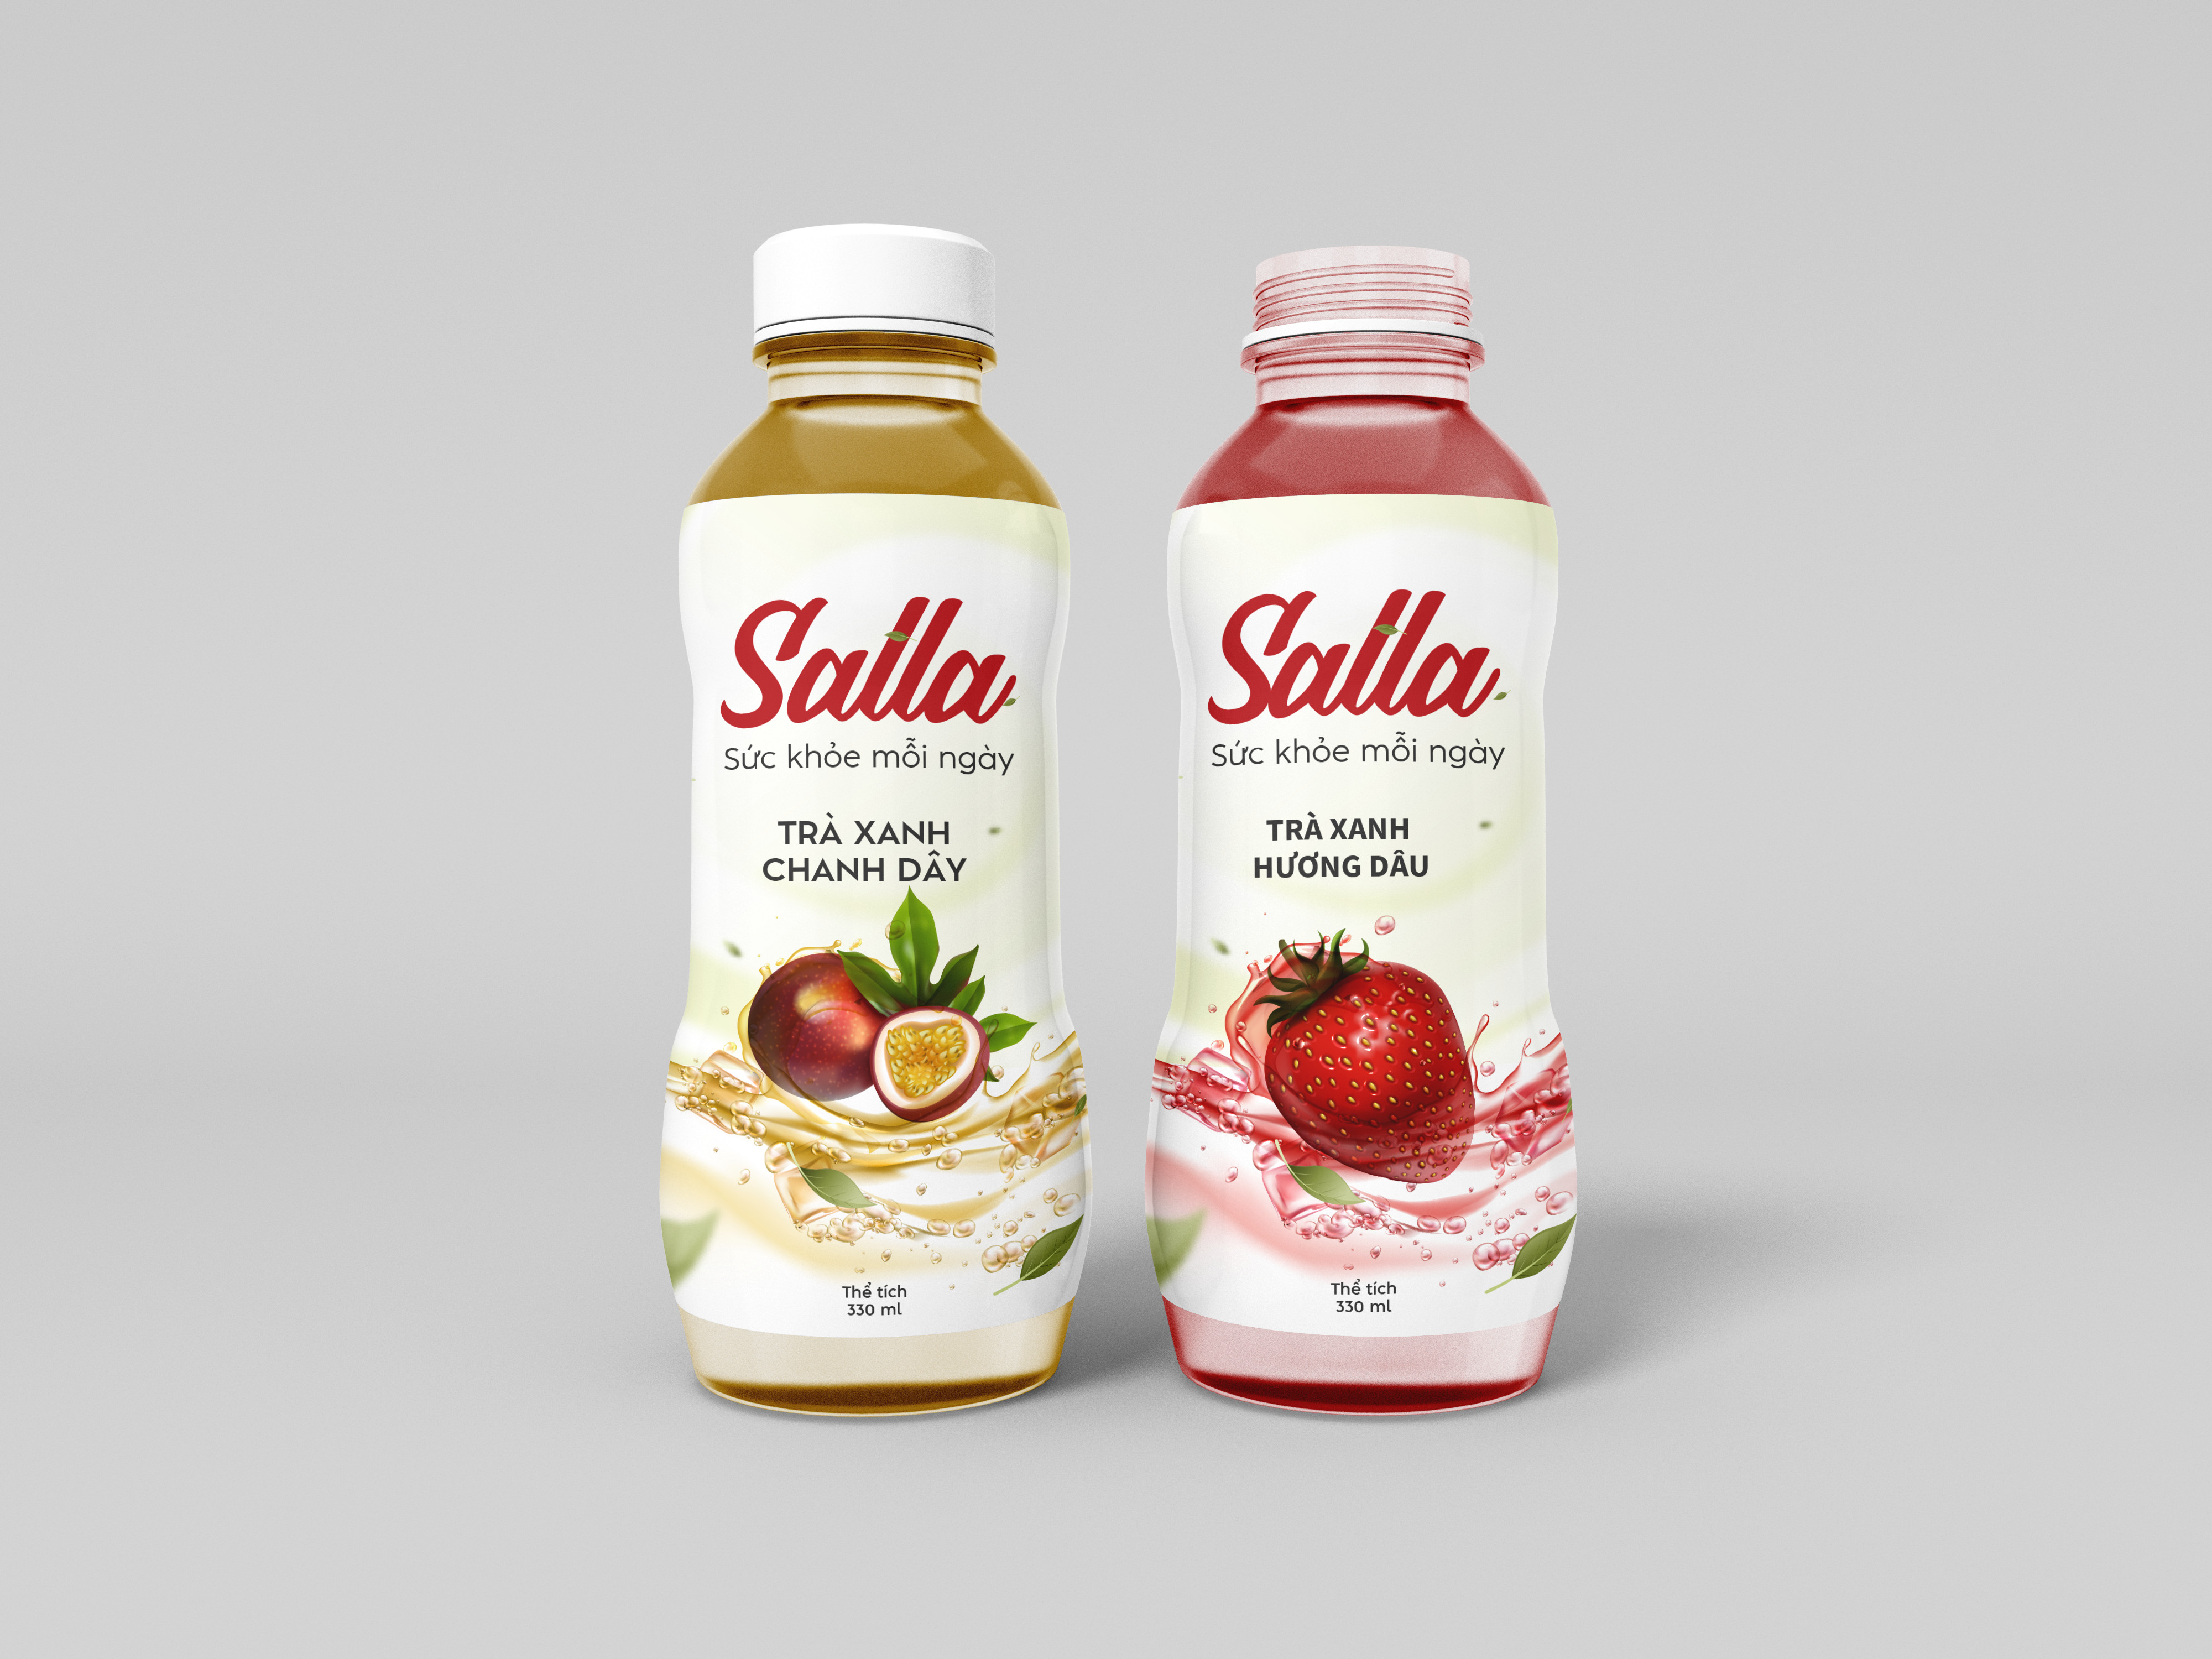 Salla
Sức khỏe mỗi ngày
TRÀ XANH
CHANH DÂY
Thể tích
330 ml
Salla
Sức khỏe mỗi ngày
TRÀ XANH
HƯƠNG DÂU
Thể tích
330 ml